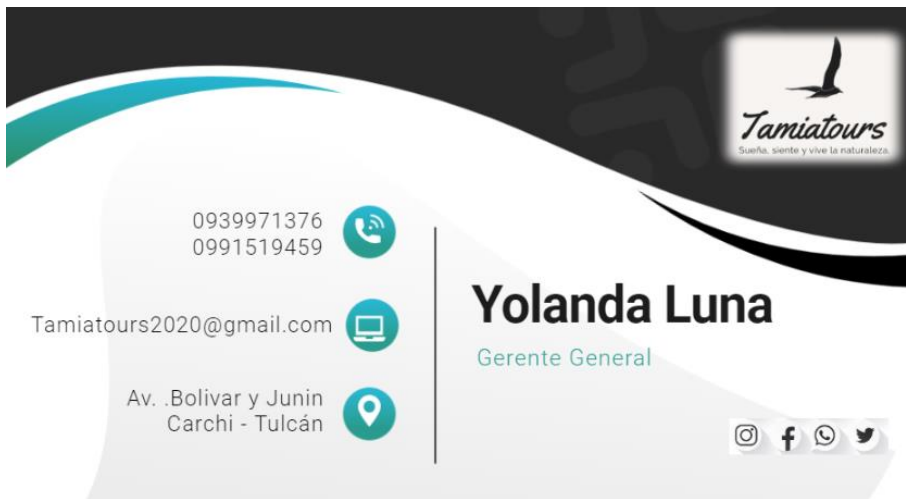 Tamiatours
Sueña, siente y vive la naturaleza.
0939971376
0991519459
Tamiatours2020@gmail.com
Av. .Bolivar y Junin
Carchi - Tulcán
Yolanda Luna
Gerente General